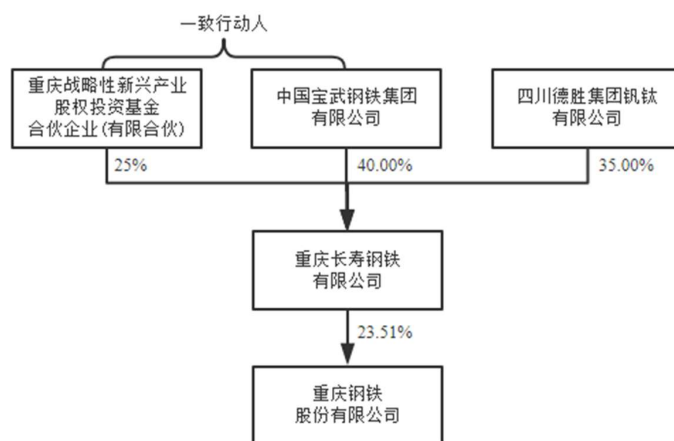 一致行动人
重庆战略性新兴产业
股权投资基金
合伙企业(有限合伙)
中国宝武钢铁集团
有限公司
四川德胜集团钒钛
有限公司
25%
40.00%
35.00%
重庆长寿钢铁
有限公司
23.51%
重庆钢铁
股份有限公司